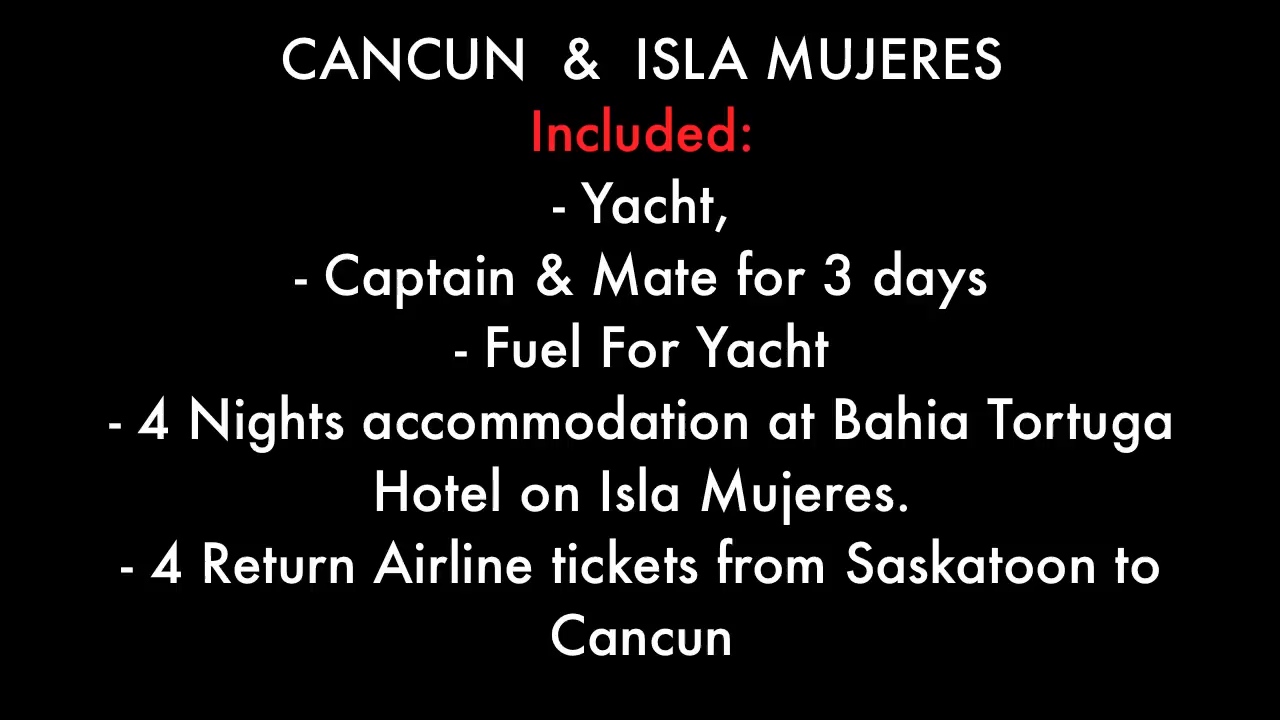 CANCUN & ISLA MUJERES
Included:
- Yacht,
- Captain & Mate for 3 days
- Fuel For Yacht
- 4 Nights accommodation at Bahia Tortuga
Hotel on Isla Mujeres.
- 4 Return Airline tickets from Saskatoon to
Cancun